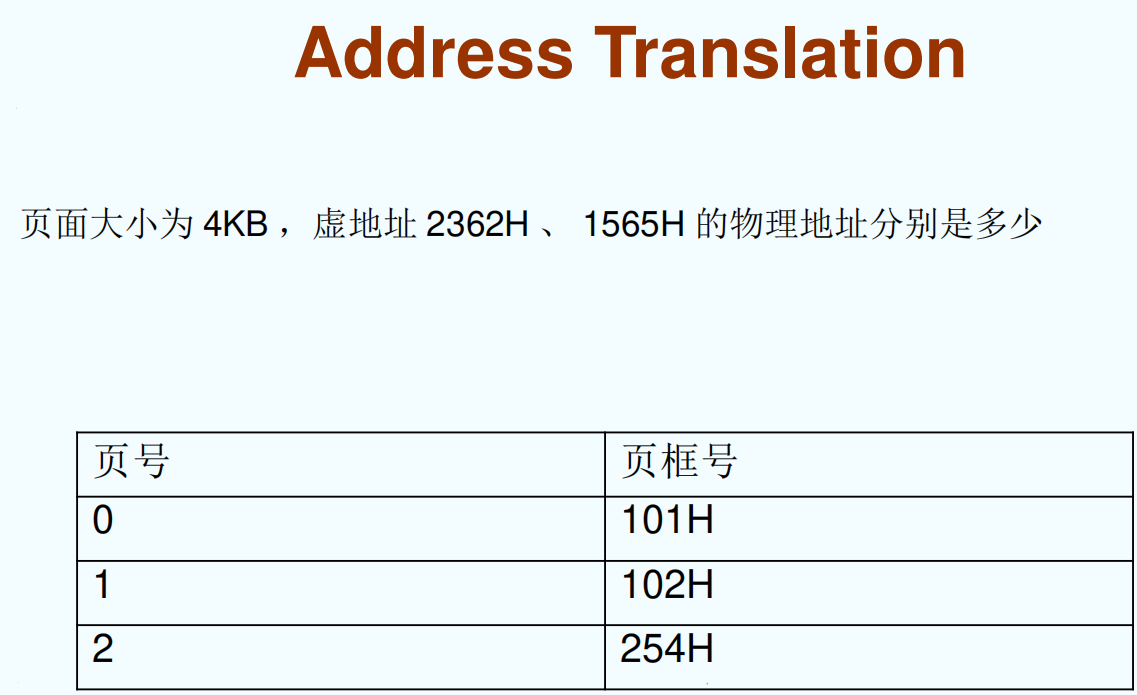 Address Translation
页面大小为 4KB ，虚地址 2362H 、 1565H 的物理地址分别是多少
页号 页框号
0 101H
1 102H
2 254H